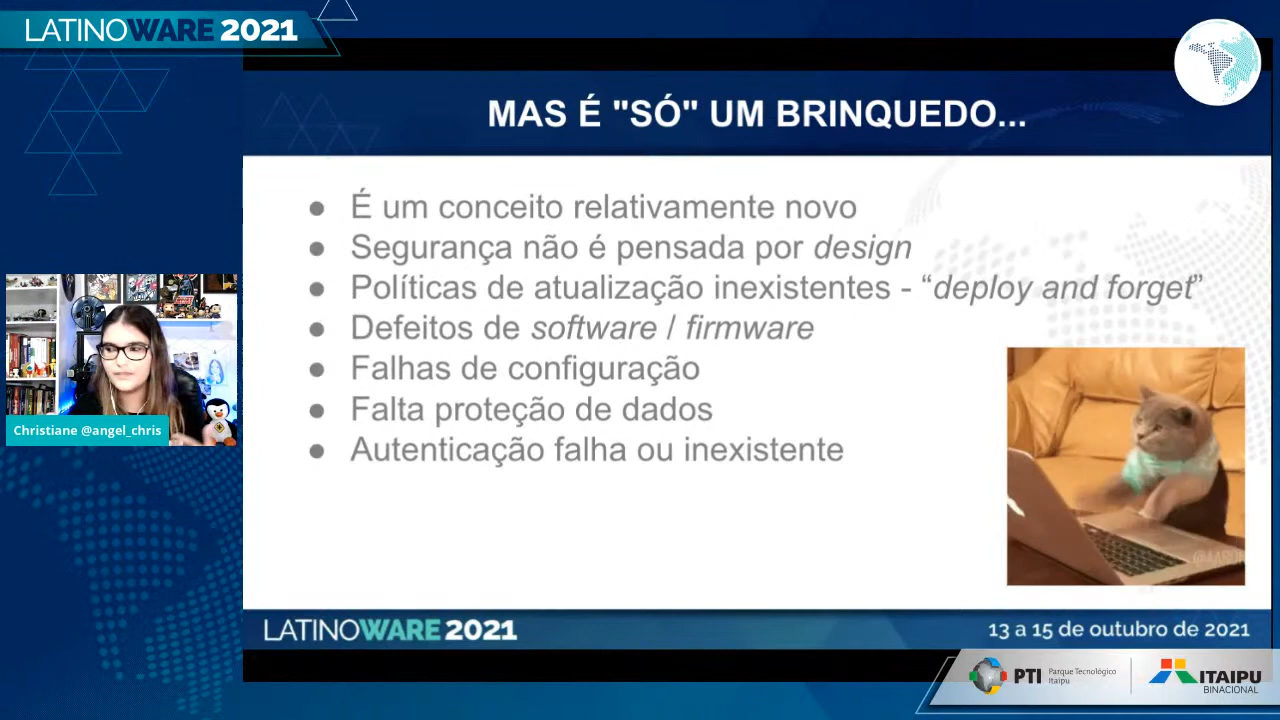 LATINOWARE 2021
MAS É "SÓ" UM BRINQUEDO...
● É um conceito relativamente novo
● Segurança não é pensada por design
● Políticas de atualização inexistentes - “deploy and forget”
● Defeitos de software / firmware
● Falhas de configuração
● Falta proteção de dados
● Autenticação falha ou inexistente
Christiane @angel_chris
LATINOWARE 2021
13 a 15 de outubro de 2021
PTI
Parque Tecnológico
Itaipu
ITAIPU
BINACIONAL